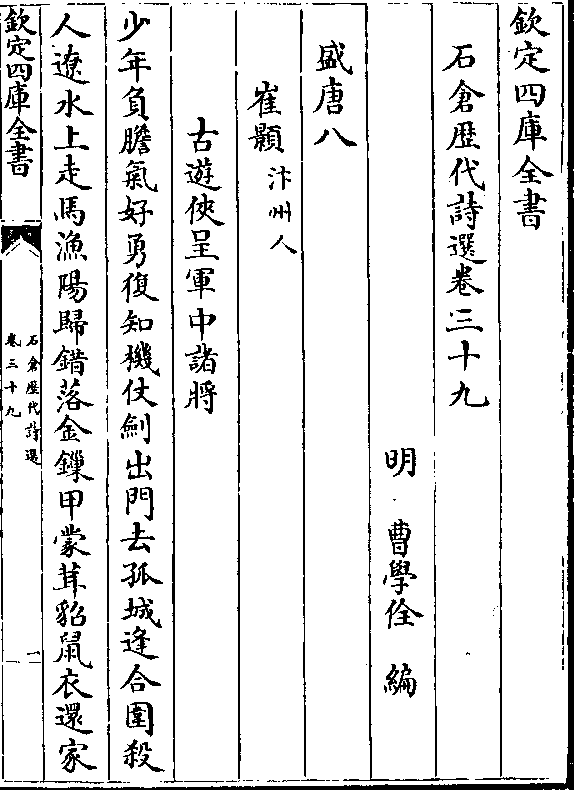 欽定四庫全書
石倉歴代詩選卷三十九
明 曹學佺 編
盛唐八
崔顥 汴州人
古遊俠呈軍中諸將
少年負膽氣好勇復知機仗劍出門去孤城逢合圍殺
人遼水上走馬漁陽歸錯落金鏁甲蒙茸貂鼠衣還家
欽定四庫全書
石倉歴代詩選
卷三十九
一